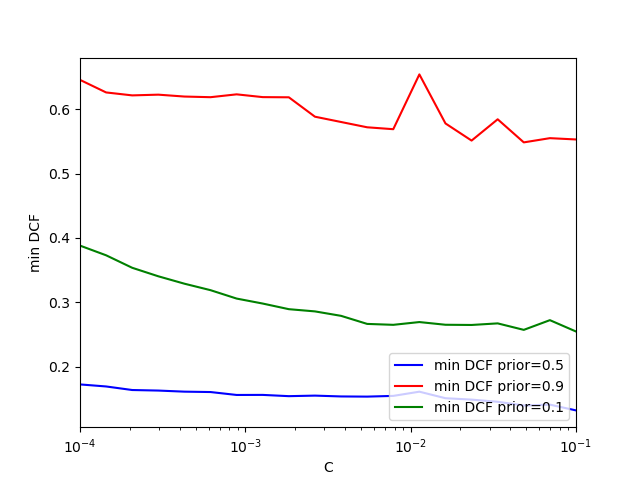 0.6
0.5
0.4
0.3
0.2
min DCF
min DCF prior=0.5
min DCF prior=0.9
min DCF prior=0.1
10⁻⁴ 10⁻³ 10⁻² 10⁻¹
C